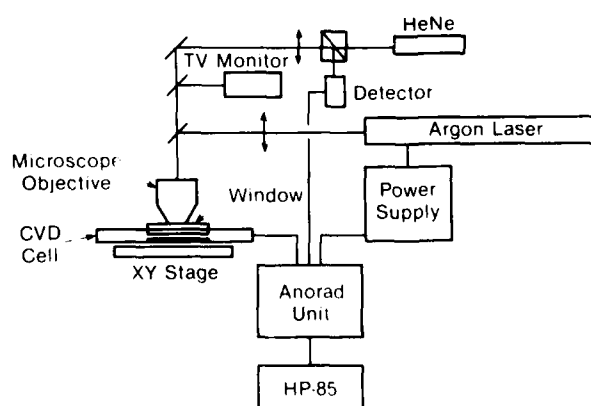 HeNe
TV Monitor
Detector
Argon Laser
Microscope
Objective
Window
Power
Supply
CVD
Cell
XY Stage
Anorad
Unit
HP-85